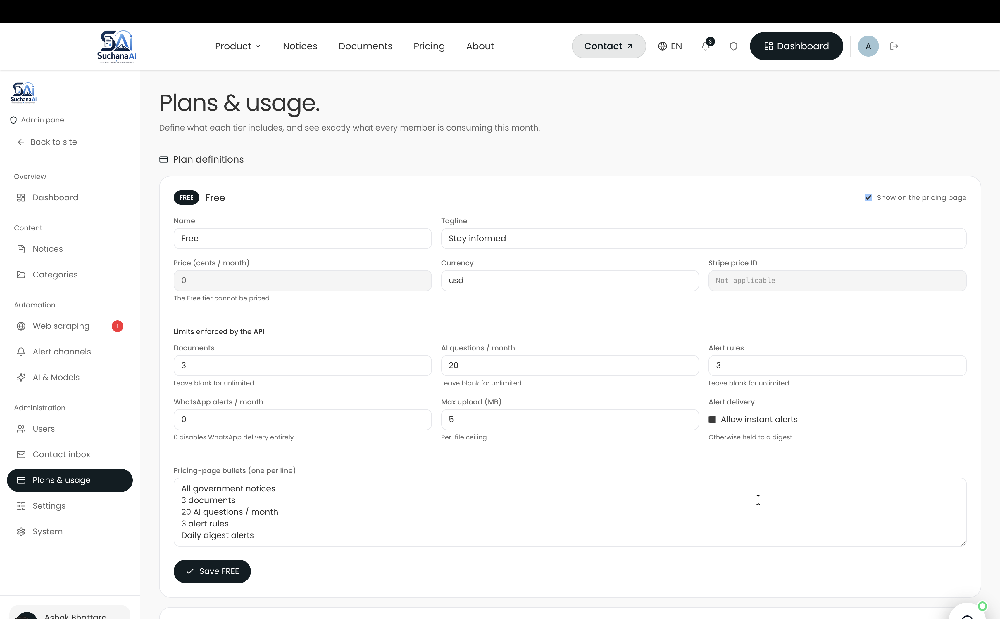 SAi
SuchanaAI
Product
Notices
Documents
Pricing
About
Contact
EN
3
Dashboard
A
SAi
SuchanaAI
Admin panel
Back to site
Overview
Dashboard
Content
Notices
Categories
Automation
Web scraping
1
Alert channels
AI & Models
Administration
Users
Contact inbox
Plans & usage
Settings
System
Ashok Bhattarai
Plans & usage.
Define what each tier includes, and see exactly what every member is consuming this month.
Plan definitions
FREE Free
Show on the pricing page
Name
Tagline
Free
Stay informed
Price (cents / month)
Currency
Stripe price ID
0
usd
Not applicable
The Free tier cannot be priced
—
Limits enforced by the API
Documents
AI questions / month
Alert rules
3
20
3
Leave blank for unlimited
Leave blank for unlimited
Leave blank for unlimited
WhatsApp alerts / month
Max upload (MB)
Alert delivery
0
5
Allow instant alerts
0 disables WhatsApp delivery entirely
Per-file ceiling
Otherwise held to a digest
Pricing-page bullets (one per line)
All government notices
3 documents
20 AI questions / month
3 alert rules
Daily digest alerts
Save FREE